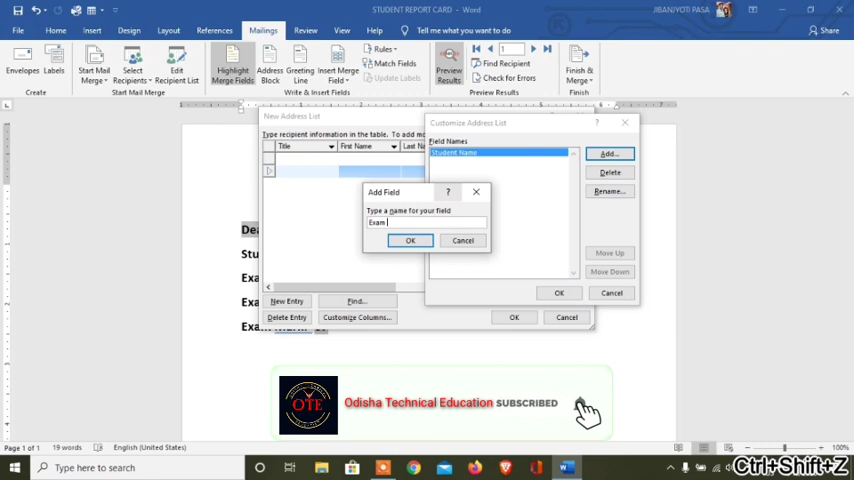 STUDENT REPORT CARD - Word
JIBANJYOTI PASA
File Home Insert Draw Design Layout References Mailings Review View Help Tell me what you want to do Share
Envelopes Labels Start Mail Merge Select Recipients Edit Recipient List Highlight Merge Fields Address Block Greeting Line Insert Merge Field Rules Match Fields Update Labels Preview Results 1 Find Recipient Check for Errors Finish & Merge
Create Start Mail Merge Write & Insert Fields Preview Results Finish
New Address List
Type recipient information in the table. To add mo
Title First Name Last N
Customize Address List
Field Names
Student Name
Add...
Delete
Rename...
Move Up
Move Down
OK Cancel
Add Field
Type a name for your field
Exam
OK Cancel
New Entry Find...
Delete Entry Customize Columns... OK Cancel
Dea
Stu
Exa
Exa
OTE
Odisha Technical Education SUBSCRIBED
Page 1 of 1 19 words English (United States) 100%
Type here to search
Ctrl+Shift+Z